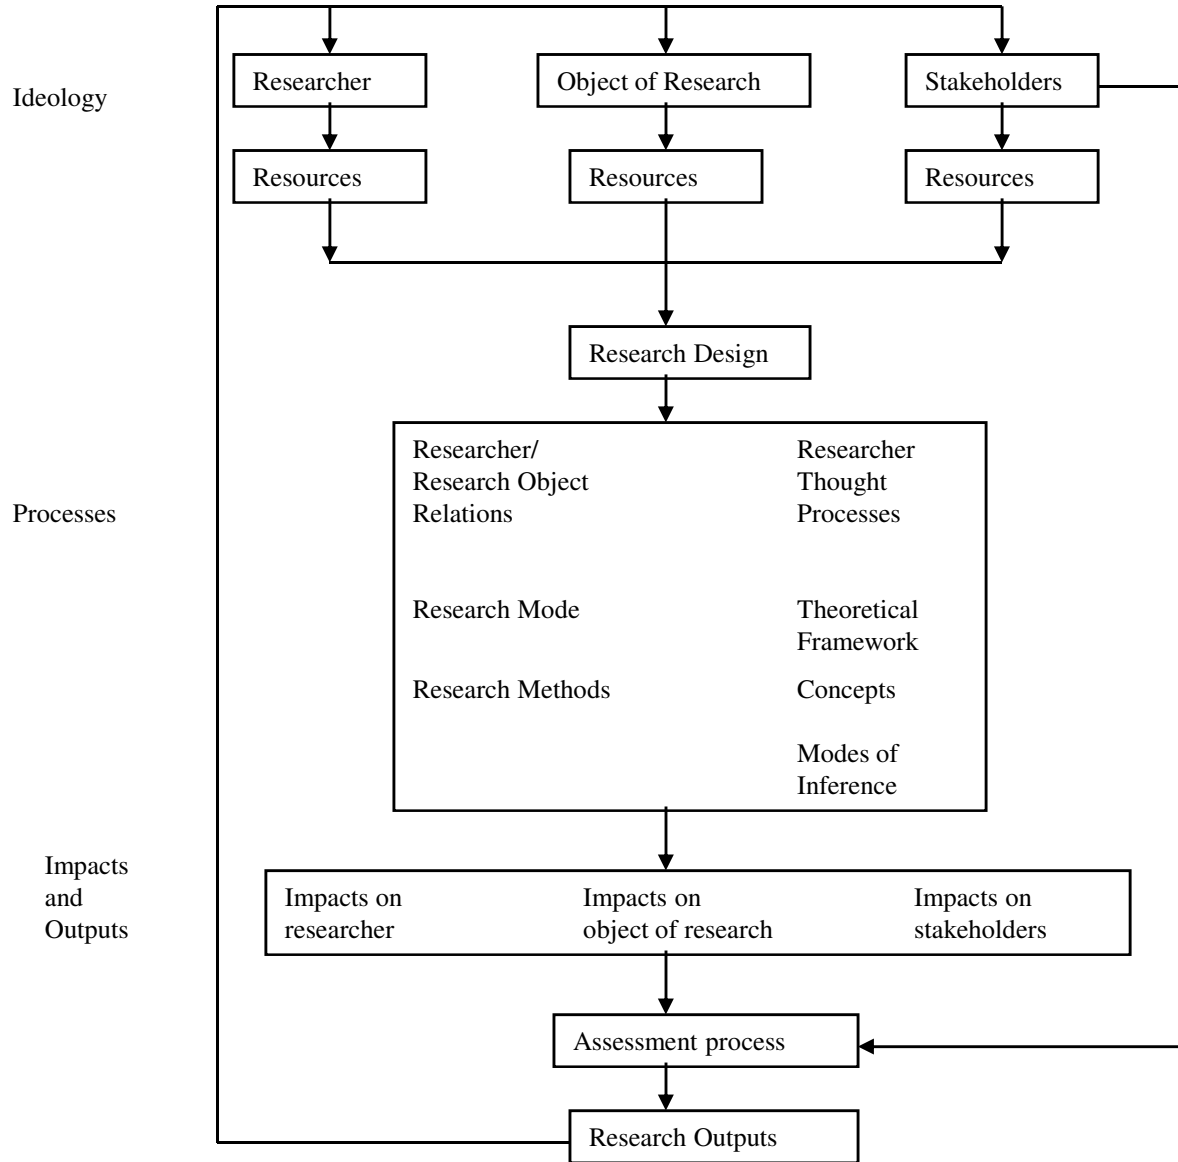 Ideology
Researcher
Object of Research
Stakeholders
Resources
Resources
Resources
Research Design
Processes
Researcher/
Research Object
Relations
Researcher
Thought
Processes
Research Mode
Theoretical
Framework
Research Methods
Concepts
Modes of
Inference
Impacts
and
Outputs
Impacts on
researcher
Impacts on
object of research
Impacts on
stakeholders
Assessment process
Research Outputs